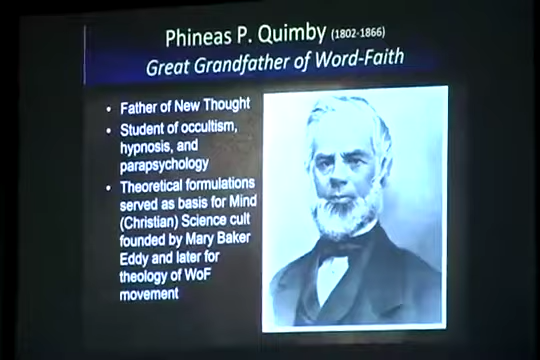 Phineas P. Quimby (1802-1866)
Great Grandfather of Word-Faith
• Father of New Thought
• Student of occultism,
hypnosis, and
parapsychology
• Theoretical formulations
served as basis for Mind
(Christian) Science cult
founded by Mary Baker
Eddy and later for
theology of WoF
movement